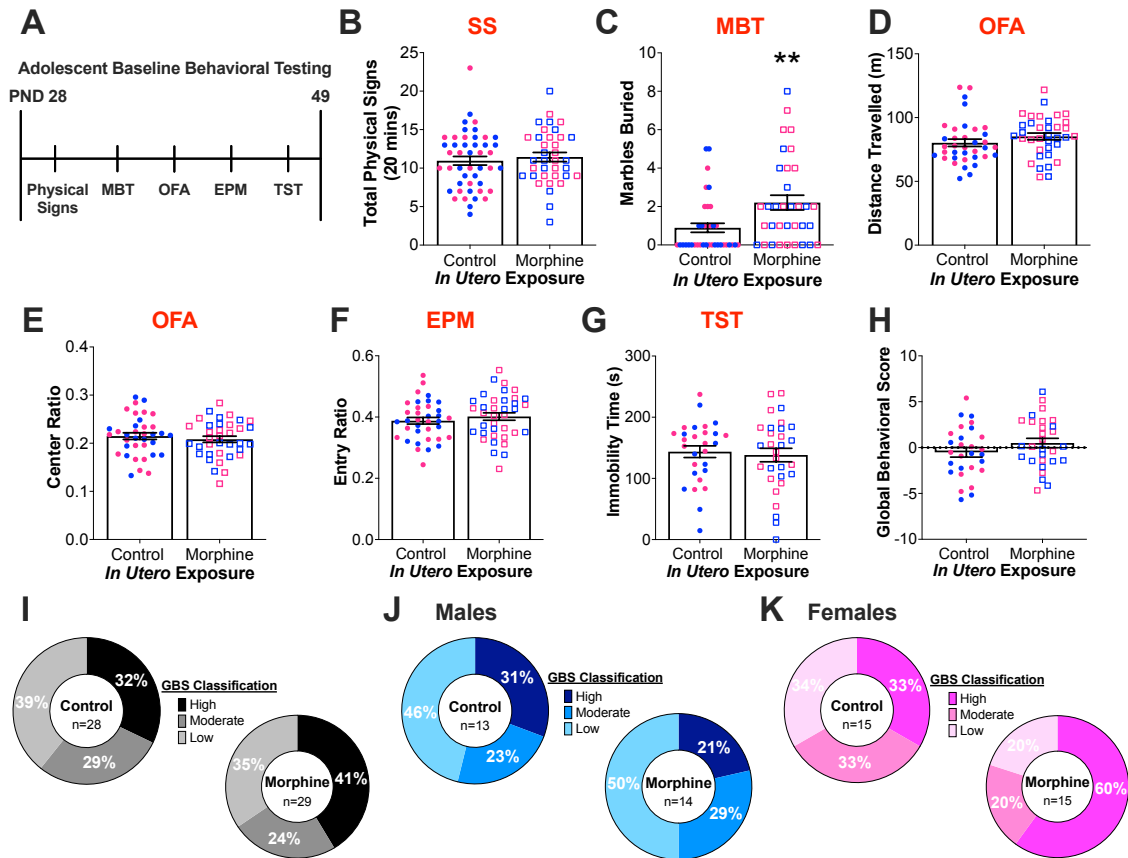 A
Adolescent Baseline Behavioral Testing
PND 28
49
Physical
Signs
MBT
OFA
EPM
TST
B
SS
Total Physical Signs
(20 mins)
25
20
15
10
5
0
Control
Morphine
In Utero Exposure
C
MBT
**
Marbles Buried
10
8
6
4
2
0
Control
Morphine
In Utero Exposure
D
OFA
Distance Travelled (m)
150
100
50
0
Control
Morphine
In Utero Exposure
E
OFA
Center Ratio
0.4
0.3
0.2
0.1
0.0
Control
Morphine
In Utero Exposure
F
EPM
Entry Ratio
0.6
0.4
0.2
0.0
Control
Morphine
In Utero Exposure
G
TST
Immobility Time (s)
300
200
100
0
Control
Morphine
In Utero Exposure
H
Global Behavioral Score
10
5
0
-5
-10
Control
Morphine
In Utero Exposure
I
39%
32%
29%
Control
n=28
GBS Classification
High
Moderate
Low
35%
41%
24%
Morphine
n=29
J
Males
46%
31%
23%
Control
n=13
GBS Classification
High
Moderate
Low
50%
21%
29%
Morphine
n=14
K
Females
34%
33%
33%
Control
n=15
GBS Classification
High
Moderate
Low
20%
20%
60%
Morphine
n=15